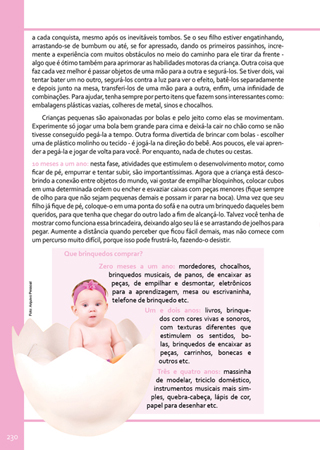 a cada conquista, mesmo após os inevitáveis tombos. Se o seu filho estiver engatinhando,
arrastando-se de bumbum ou até, se for apressado, dando os primeiros passinhos, incre-
mente a experiência com muitos obstáculos no meio do caminho para ele tirar da frente -
algo que é ótimo também para aprimorar as habilidades motoras da criança. Outra coisa que
faz cada vez melhor é passar objetos de uma mão para a outra e segurá-los. Se tiver dois, vai
tentar bater um no outro, segurá-los contra a luz para ver o efeito, batê-los separadamente
e depois junto na mesa, transferi-los de uma mão para a outra, enfim, uma infinidade de
combinações. Para ajudar, tenha sempre por perto itens que fazem sons interessantes como:
embalagens plásticas vazias, colheres de metal, sinos e chocalhos.
Crianças pequenas são apaixonadas por bolas e pelo jeito como elas se movimentam.
Experimente só jogar uma bola bem grande para cima e deixá-la cair no chão como se não
tivesse conseguido pegá-la a tempo. Outra forma divertida de brincar com bolas - escolher
uma de plástico molinho ou tecido - é jogá-la na direção do bebê. Aos poucos, ele vai apren-
der a pegá-la e jogar de volta para você. Por enquanto, nada de chutes ou cestas.
10 meses a um ano: nesta fase, atividades que estimulem o desenvolvimento motor, como
ficar de pé, empurrar e tentar subir, são importantíssimas. Agora que a criança está desco-
brindo a conexão entre objetos do mundo, vai gostar de empilhar bloquinhos, colocar cubos
em uma determinada ordem ou encher e esvaziar caixas com peças menores (fique sempre
de olho para que não sejam pequenas demais e possam ir parar na boca). Uma vez que seu
filho já fique de pé, coloque-o em uma ponta do sofá e na outra um brinquedo daqueles bem
queridos, para que tenha que chegar do outro lado a fim de alcançá-lo. Talvez você tenha de
mostrar como funciona essa brincadeira, deixando algo seu lá e se arrastando de joelhos para
pegar. Aumente a distância quando perceber que ficou fácil demais, mas não comece com
um percurso muito difícil, porque isso pode frustrá-lo, fazendo-o desistir.
Que brinquedos comprar?
Zero meses a um ano: mordedores, chocalhos,
brinquedos musicais, de panos, de encaixar as
peças, de empilhar e desmontar, eletrônicos
para a aprendizagem, mesa ou escrivaninha,
telefone de brinquedo etc.
Um e dois anos: livros, brinque-
dos com cores vivas e sonoros,
com texturas diferentes que
estimulem os sentidos, bo-
las, brinquedos de encaixar as
peças, carrinhos, bonecas e
outros etc.
Três e quatro anos: massinha
de modelar, triciclo doméstico,
instrumentos musicais mais sim-
ples, quebra-cabeça, lápis de cor,
papel para desenhar etc.
Foto: Arquivo Pessoal
230